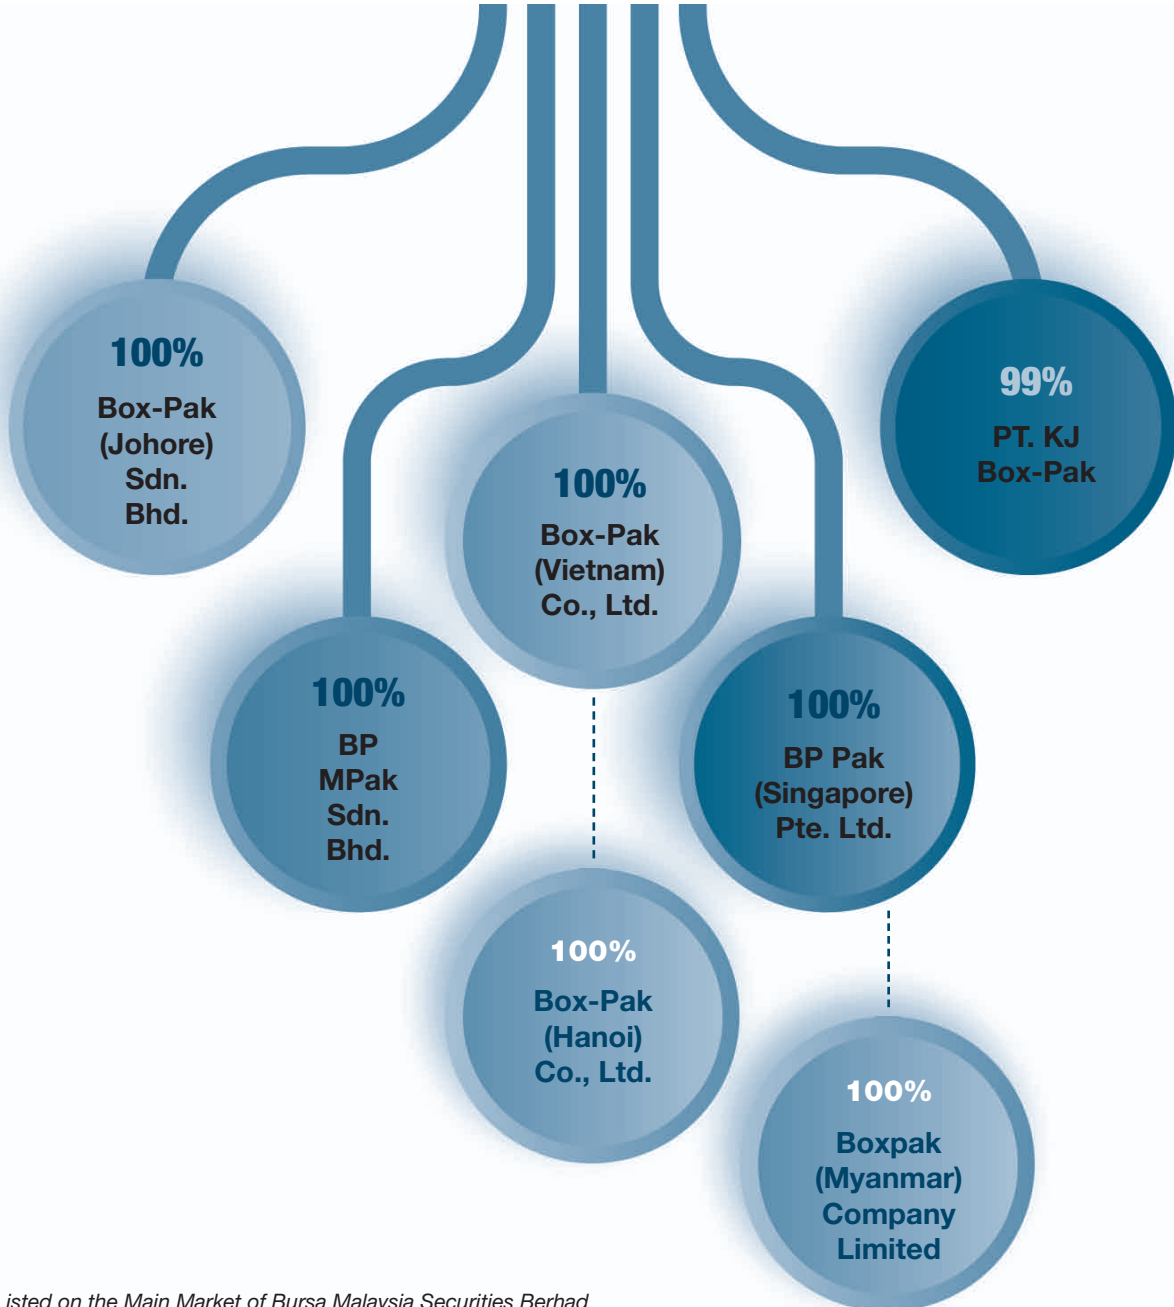 100%
Box-Pak
(Johore)
Sdn.
Bhd.
99%
PT. KJ
Box-Pak
100%
Box-Pak
(Vietnam)
Co., Ltd.
100%
BP
MPak
Sdn.
Bhd.
100%
BP Pak
(Singapore)
Pte. Ltd.
100%
Box-Pak
(Hanoi)
Co., Ltd.
100%
Boxpak
(Myanmar)
Company
Limited
isted on the Main Market of Bursa Malaysia Securities Berhad